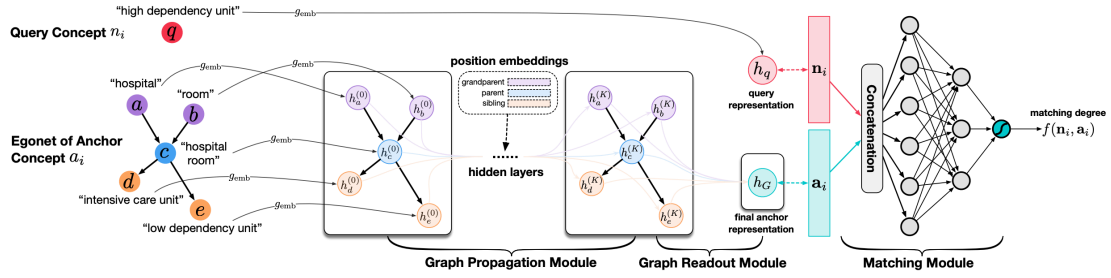 "high dependency unit"
g_emb
Query Concept n_i
q
"hospital"
g_emb
"room"
g_emb
a
b
Egonet of Anchor
Concept a_i
c
"hospital
room"
g_emb
d
"intensive care unit"
g_emb
e
"low dependency unit"
g_emb
h_a^(0)
h_b^(0)
h_c^(0)
h_d^(0)
h_e^(0)
position embeddings
grandparent
parent
sibling
......
hidden layers
h_a^(K)
h_b^(K)
h_c^(K)
h_d^(K)
h_e^(K)
Graph Propagation Module
h_q
query
representation
h_G
final anchor
representation
Graph Readout Module
n_i
a_i
Concatenation
matching degree
f(n_i, a_i)
Matching Module